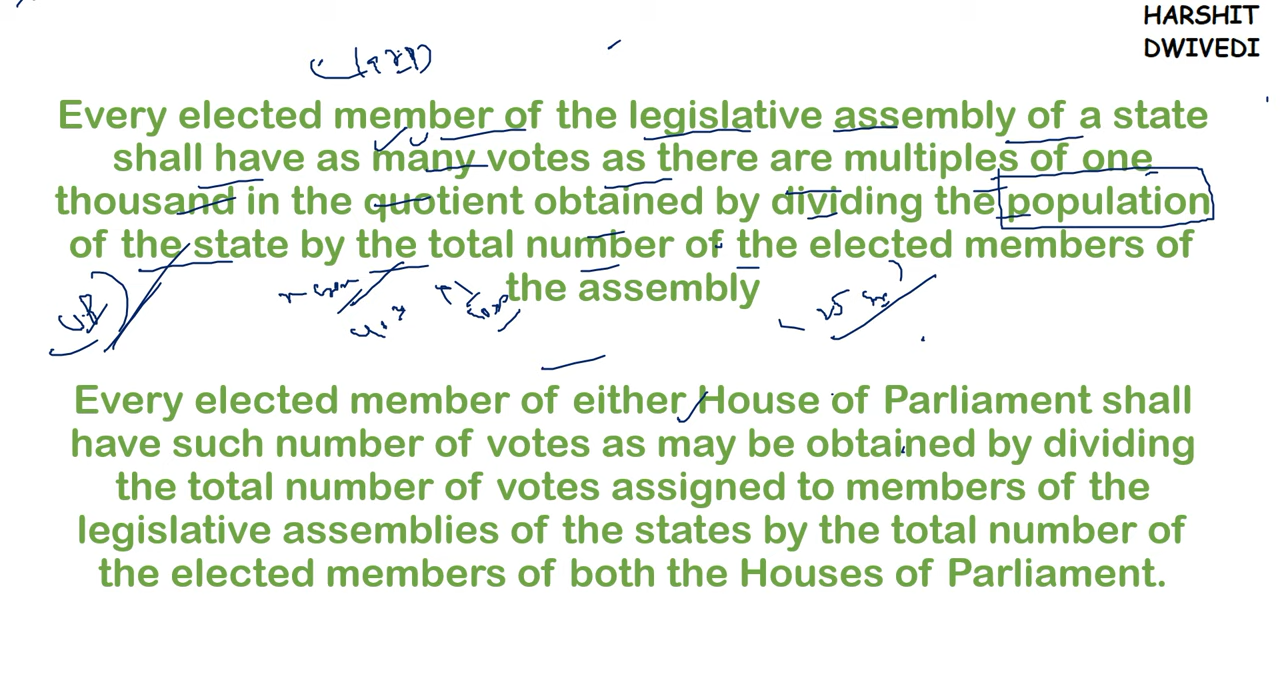 HARSHIT
DWIVEDI
Every elected member of the legislative assembly of a state
shall have as many votes as there are multiples of one
thousand in the quotient obtained by dividing the population
of the state by the total number of the elected members of
the assembly
Every elected member of either House of Parliament shall
have such number of votes as may be obtained by dividing
the total number of votes assigned to members of the
legislative assemblies of the states by the total number of
the elected members of both the Houses of Parliament.